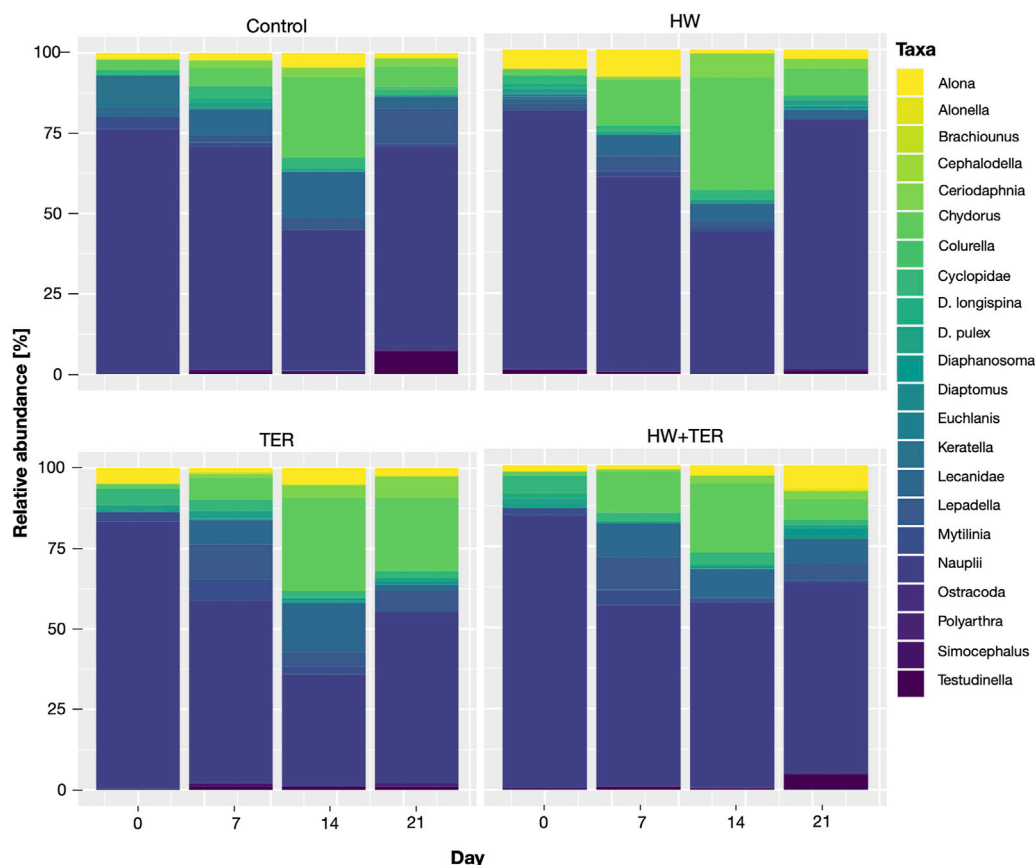 Control
HW
100
75
50
25
0
TER
HW+TER
100
75
50
25
0
0
7
14
21
0
7
14
21
Relative abundance [%]
Day
Taxa
Alona
Alonella
Brachiounus
Cephalodella
Ceriodaphnia
Chydorus
Colurella
Cyclopidae
D. longispina
D. pulex
Diaphanosoma
Diaptomus
Euchlanis
Keratella
Lecanidae
Lepadella
Mytilinia
Nauplii
Ostracoda
Polyarthra
Simocephalus
Testudinella